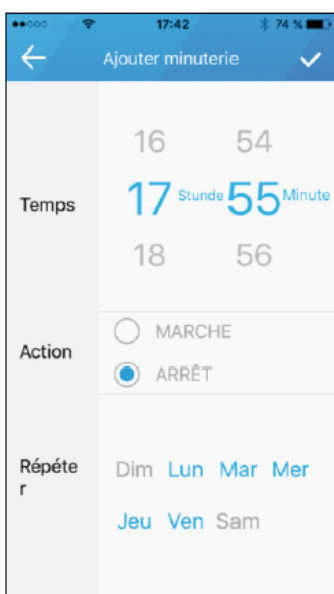 17:42 74 %
Ajouter minuterie
16 54
Temps 17 Stunde 55 Minute
18 56
MARCHE
Action
ARRÊT
Répéte
r
Dim Lun Mar Mer
Jeu Ven Sam